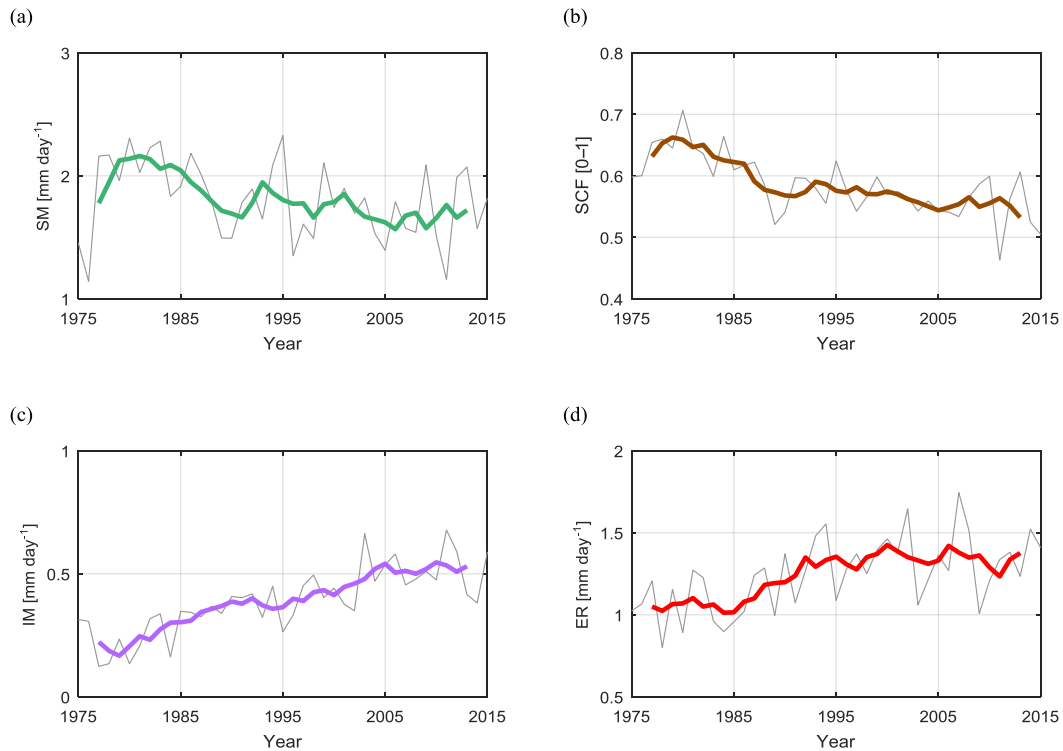 (a)
(b)
3
2
1
SM [mm day⁻¹]
1975 1985 1995 2005 2015
Year
0.8
0.7
0.6
0.5
0.4
SCF [0–1]
1975 1985 1995 2005 2015
Year
(c)
(d)
1
0.5
0
IM [mm day⁻¹]
1975 1985 1995 2005 2015
Year
2
1.5
1
0.5
ER [mm day⁻¹]
1975 1985 1995 2005 2015
Year